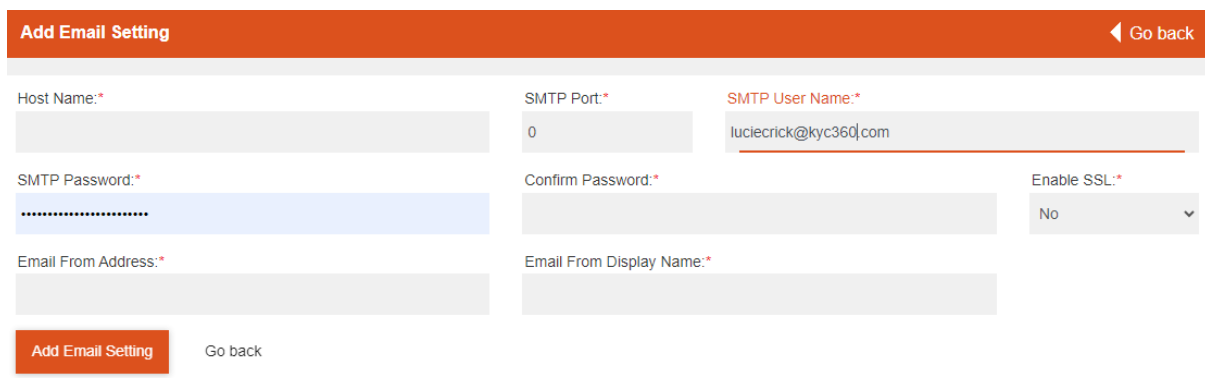 Add Email Setting Go back
Host Name:* SMTP Port:* SMTP User Name:*
0 luciecrick@kyc360.com
SMTP Password:* Confirm Password:* Enable SSL:*
•••••••••••••••••••••••• No
Email From Address:* Email From Display Name:*
Add Email Setting Go back